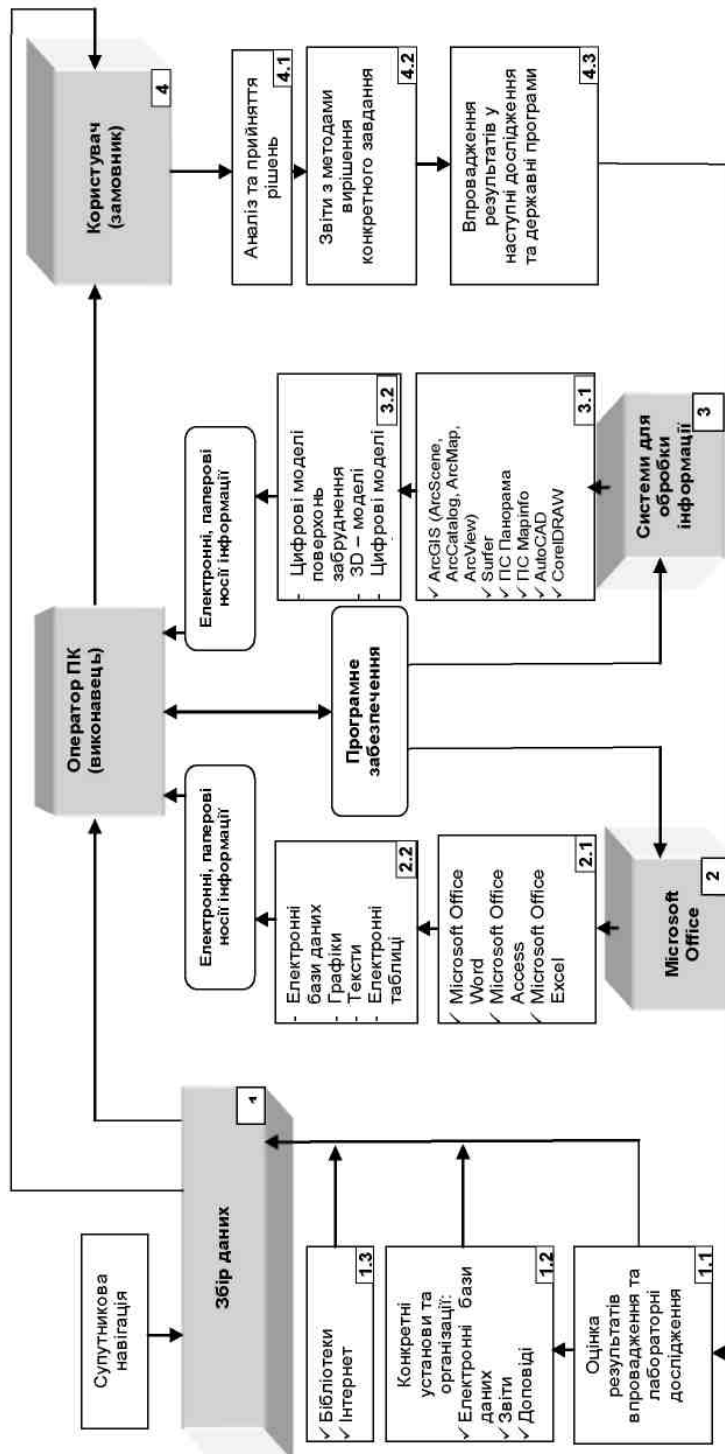 Супутникова
навігація
Збір даних
1
✓ Бібліотеки
✓ Інтернет
1.3
Конкретні
установи та
організації:
✓ Електронні бази
даних
✓ Звіти
✓ Доповіді
1.2
Оцінка
результатів
впровадження та
лабораторні
дослідження
1.1
Оператор ПК
(виконавець)
Електронні, паперові
носії інформації
- Електронні
бази даних
- Графіки
- Тексти
- Електронні
таблиці
2.2
✓ Microsoft Office
Word
✓ Microsoft Office
Access
✓ Microsoft Office
Excel
2.1
Microsoft
Office
2
Програмне
забезпечення
Електронні, паперові
носії інформації
- Цифрові моделі
поверхонь
забруднення
- 3D – моделі
- Цифрові моделі
3.2
✓ ArcGIS (ArcScene,
ArcCatalog, ArcMap,
ArcView)
✓ Surfer
✓ ГІС Панорама
✓ ГІС Mapinfo
✓ AutoCAD
✓ CorelDRAW
3.1
Системи для
обробки
інформації
3
Користувач
(замовник)
4
Аналіз та прийняття
рішень
4.1
Звіти з методами
вирішення
конкретного завдання
4.2
Впровадження
результатів у
наступні дослідження
та державні програми
4.3